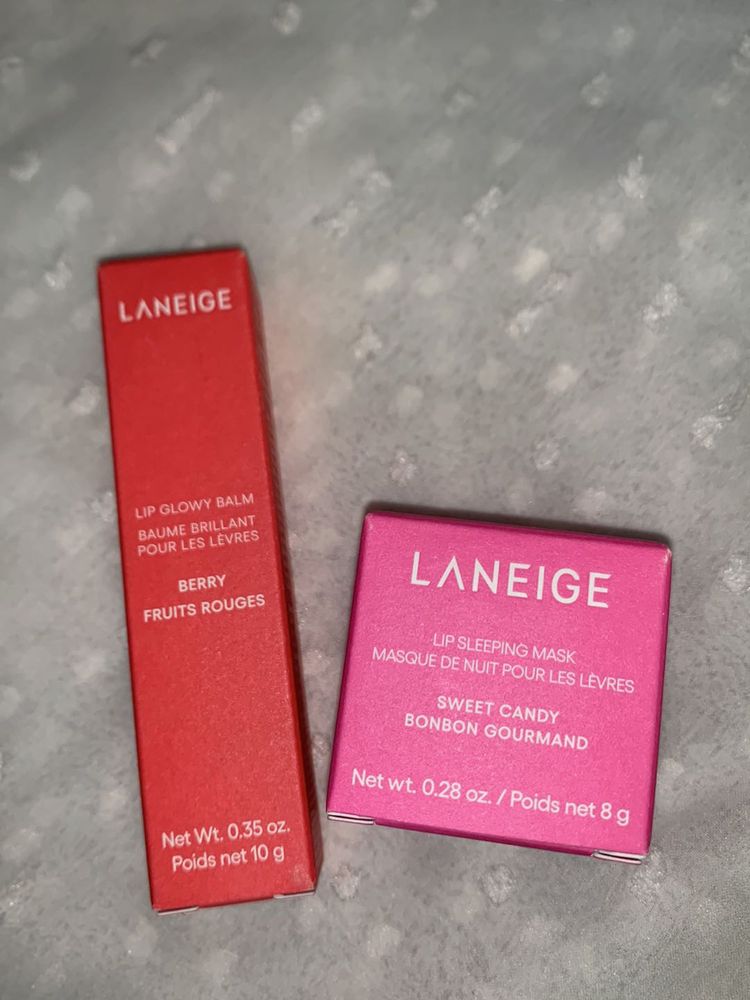 LANEIGE
LIP GLOWY BALM
BAUME BRILLANT
POUR LES LÈVRES
BERRY
FRUITS ROUGES
Net Wt. 0.35 oz.
Poids net 10 g
LANEIGE
LIP SLEEPING MASK
MASQUE DE NUIT POUR LES LÈVRES
SWEET CANDY
BONBON GOURMAND
Net wt. 0.28 oz. / Poids net 8 g